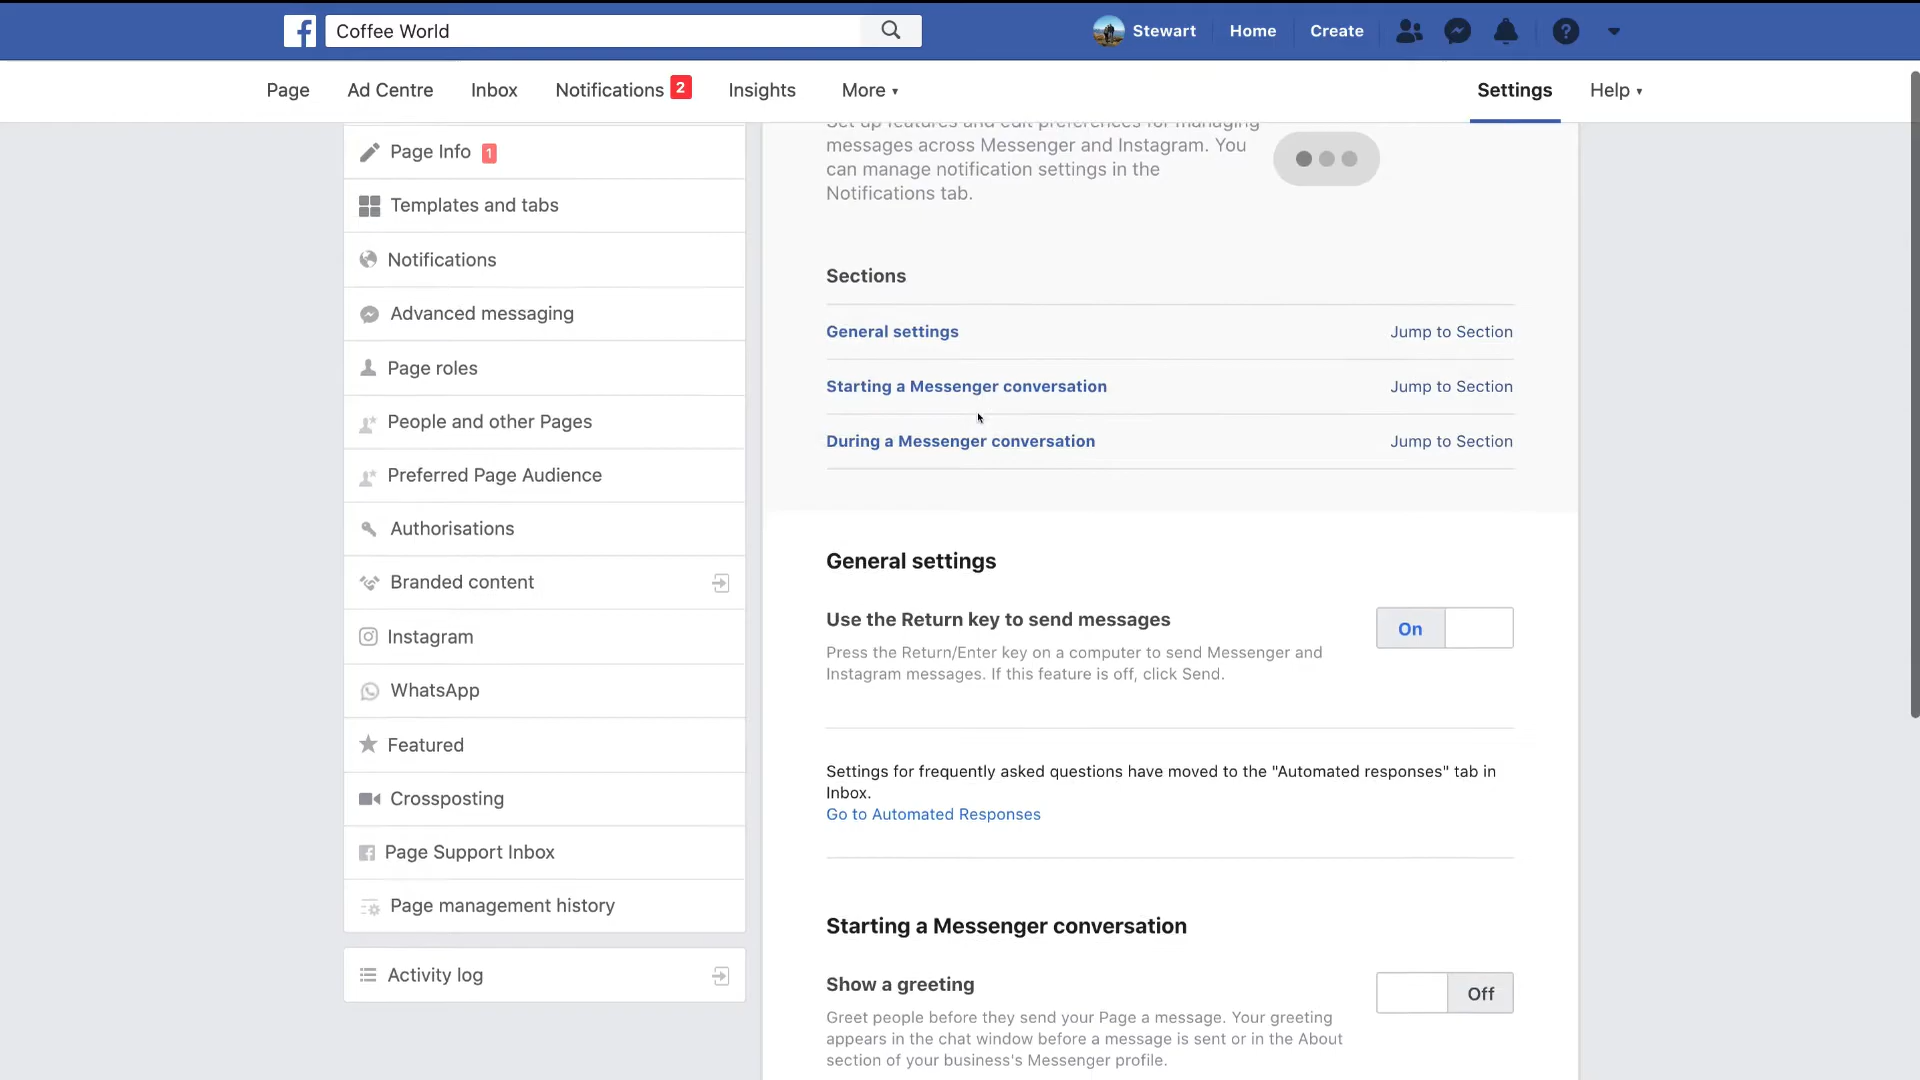 Coffee World
Stewart
Home
Create
Page
Ad Centre
Inbox
Notifications 2
Insights
More
Settings
Help
Page Info 1
Templates and tabs
Notifications
Advanced messaging
Page roles
People and other Pages
Preferred Page Audience
Authorisations
Branded content
Instagram
WhatsApp
Featured
Crossposting
Page Support Inbox
Page management history
Activity log
Set up features and edit preferences for managing
messages across Messenger and Instagram. You
can manage notification settings in the
Notifications tab.
Sections
General settings Jump to Section
Starting a Messenger conversation Jump to Section
During a Messenger conversation Jump to Section
General settings
Use the Return key to send messages
On
Press the Return/Enter key on a computer to send Messenger and
Instagram messages. If this feature is off, click Send.
Settings for frequently asked questions have moved to the "Automated responses" tab in
Inbox.
Go to Automated Responses
Starting a Messenger conversation
Show a greeting
Off
Greet people before they send your Page a message. Your greeting
appears in the chat window before a message is sent or in the About
section of your business's Messenger profile.